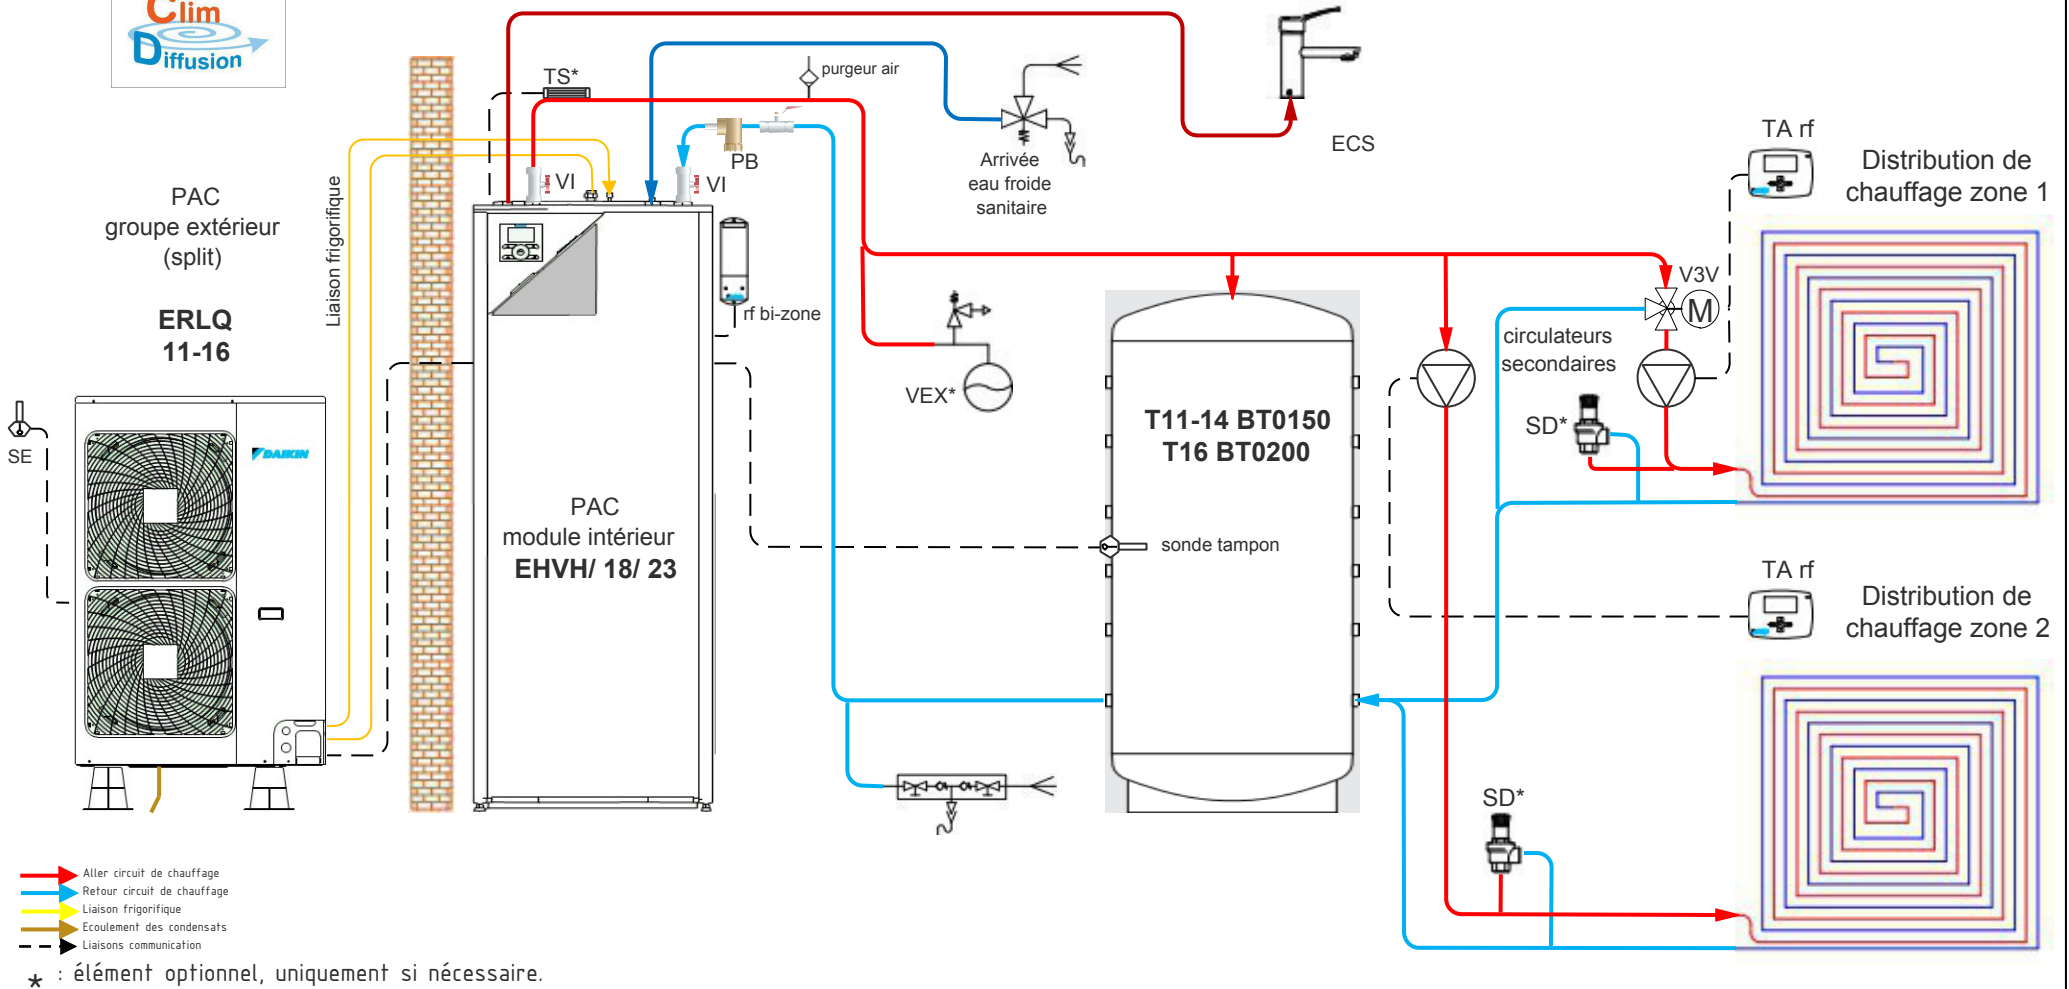 Clim
Diffusion
TS*
purgeur air
PB
VI
VI
Arrivée
eau froide
sanitaire
ECS
TA rf
Distribution de
chauffage zone 1
PAC
groupe extérieur
(split)
ERLQ
11-16
Liaison frigorifique
rf bi-zone
VEX*
V3V
M
circulateurs
secondaires
SD*
T11-14 BT0150
T16 BT0200
SE
DAIKIN
PAC
module intérieur
EHVH/ 18/ 23
sonde tampon
TA rf
Distribution de
chauffage zone 2
SD*
Aller circuit de chauffage
Retour circuit de chauffage
Liaison frigorifique
Ecoulement des condensats
Liaisons communication
* : élément optionnel, uniquement si nécessaire.